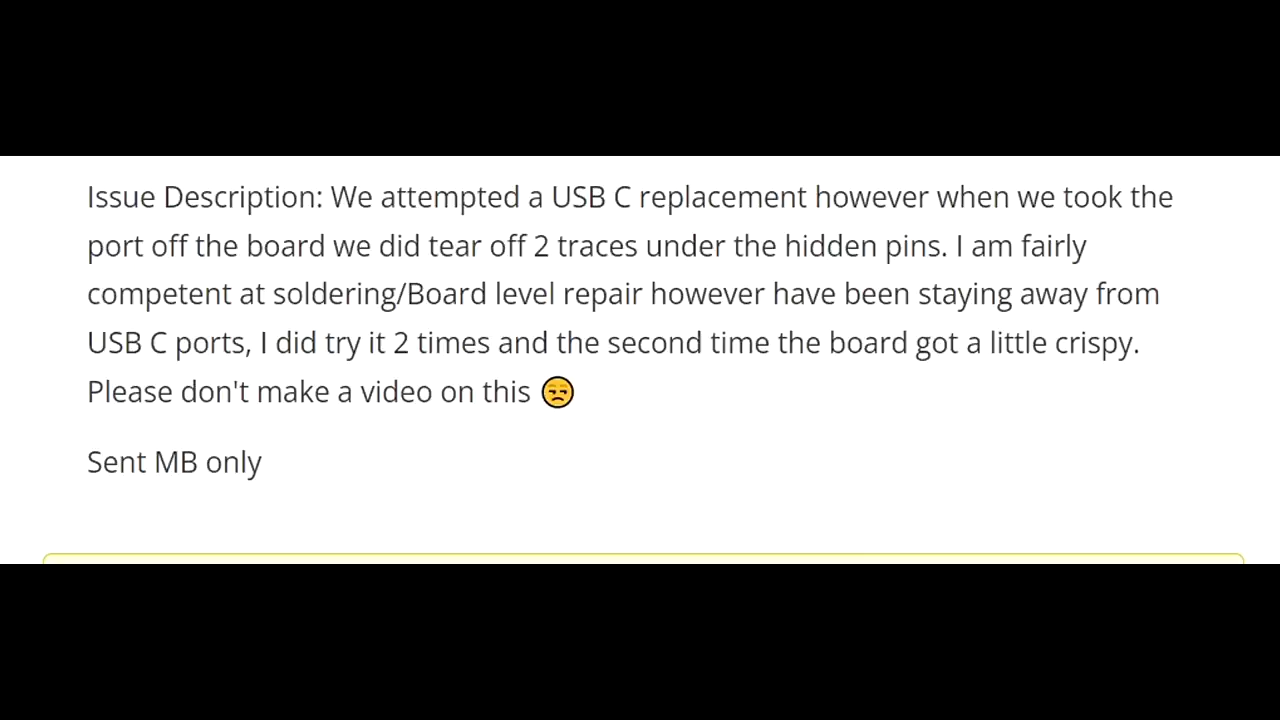 Issue Description: We attempted a USB C replacement however when we took the
port off the board we did tear off 2 traces under the hidden pins. I am fairly
competent at soldering/Board level repair however have been staying away from
USB C ports, I did try it 2 times and the second time the board got a little crispy.
Please don't make a video on this 😒
Sent MB only